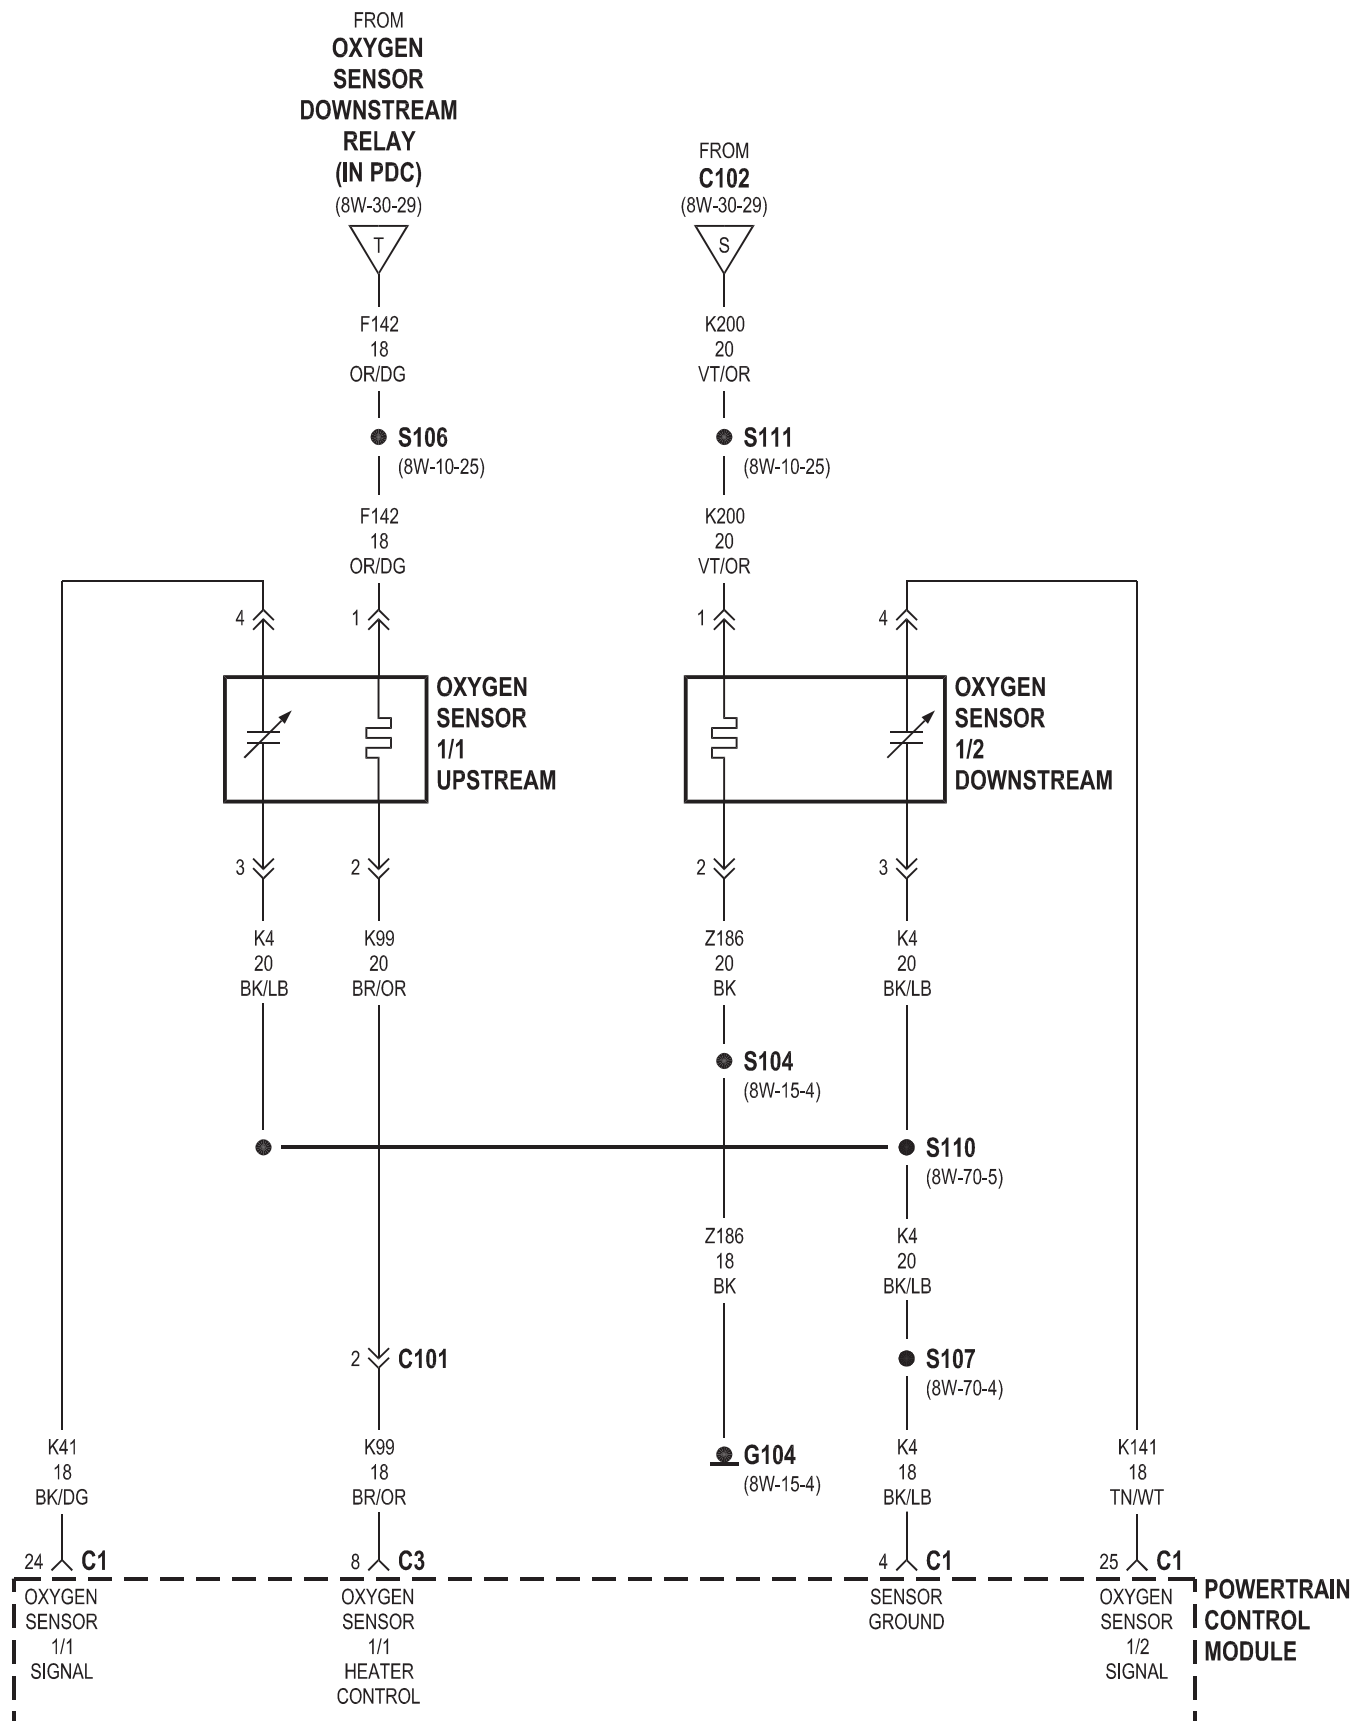 FROM
OXYGEN
SENSOR
DOWNSTREAM
RELAY
(IN PDC)
(8W-30-29)
T
FROM
C102
(8W-30-29)
S
F142
18
OR/DG
K200
20
VT/OR
S106
(8W-10-25)
S111
(8W-10-25)
F142
18
OR/DG
K200
20
VT/OR
4
1
1
4
OXYGEN
SENSOR
1/1
UPSTREAM
OXYGEN
SENSOR
1/2
DOWNSTREAM
3
2
2
3
K4
20
BK/LB
K99
20
BR/OR
Z186
20
BK
K4
20
BK/LB
S104
(8W-15-4)
S110
(8W-70-5)
Z186
18
BK
K4
20
BK/LB
2 C101
S107
(8W-70-4)
K41
18
BK/DG
K99
18
BR/OR
G104
(8W-15-4)
K4
18
BK/LB
K141
18
TN/WT
24 C1
8 C3
4 C1
25 C1
OXYGEN
SENSOR
1/1
SIGNAL
OXYGEN
SENSOR
1/1
HEATER
CONTROL
SENSOR
GROUND
OXYGEN
SENSOR
1/2
SIGNAL
POWERTRAIN
CONTROL
MODULE